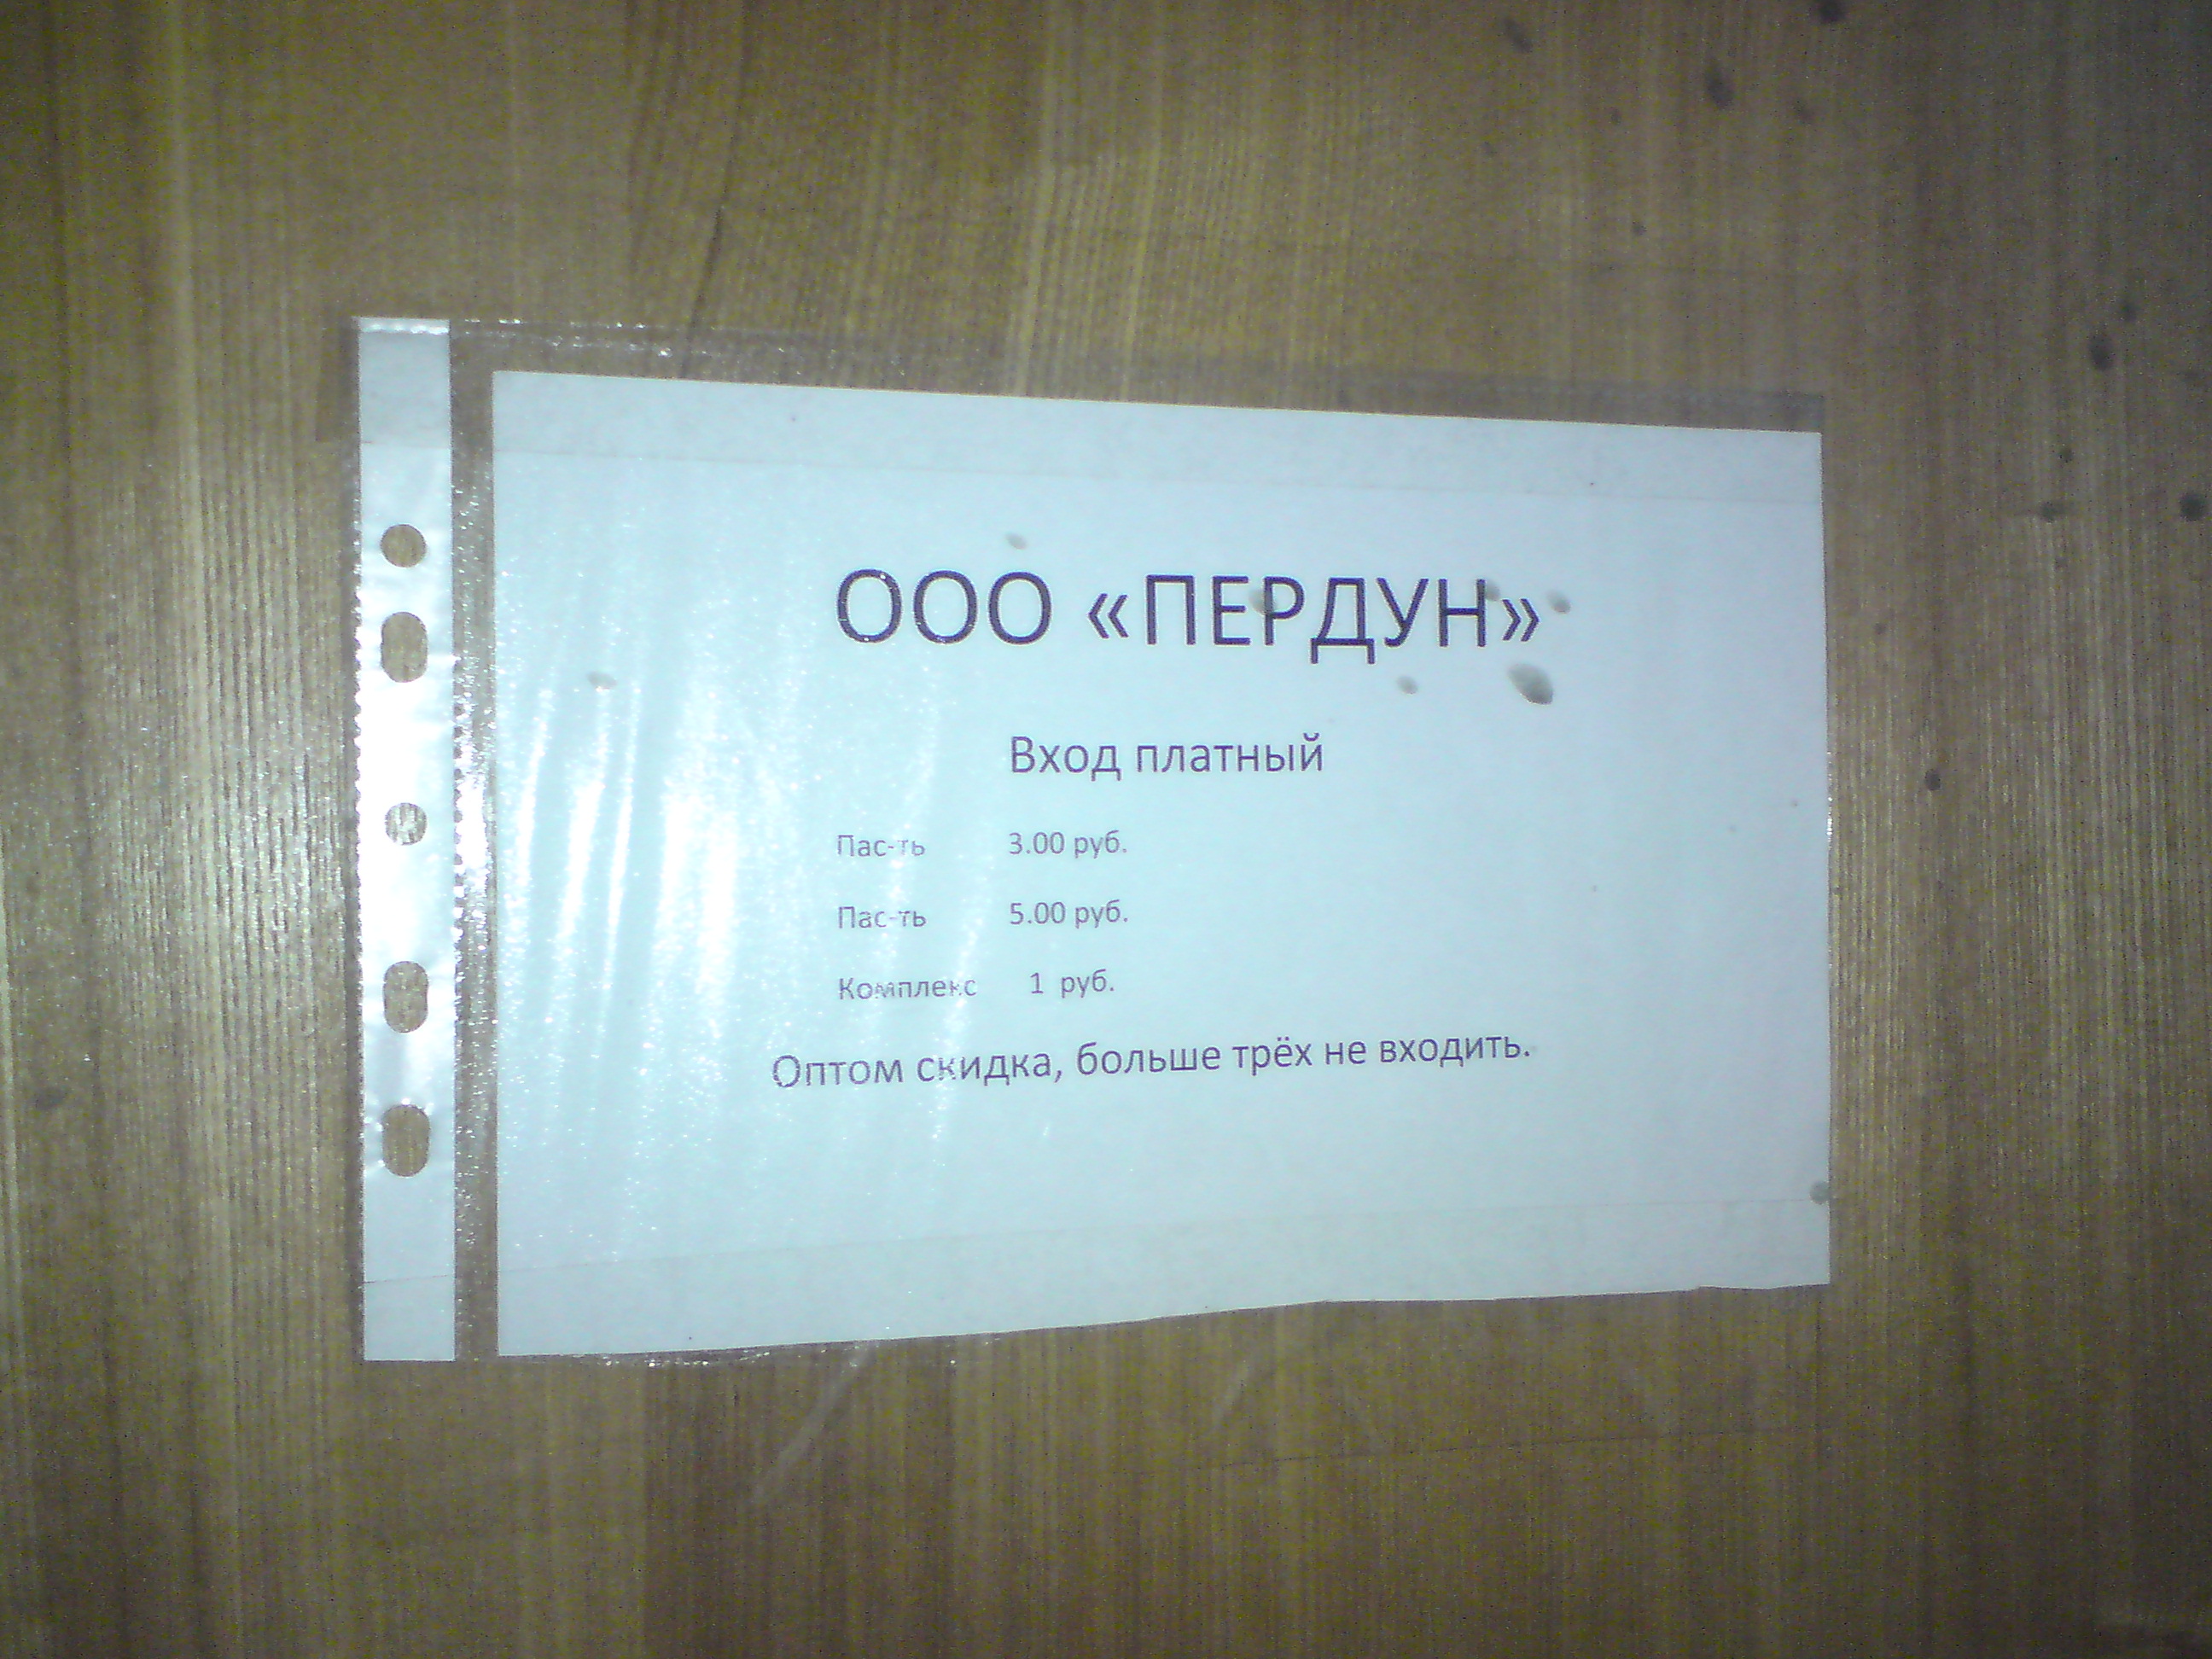 ООО «ПЕРДУН»
Вход платный
Пас-ть 3.00 руб.
Пас-ть 5.00 руб.
Комплекс 1 руб.
Оптом скидка, больше трёх не входить.